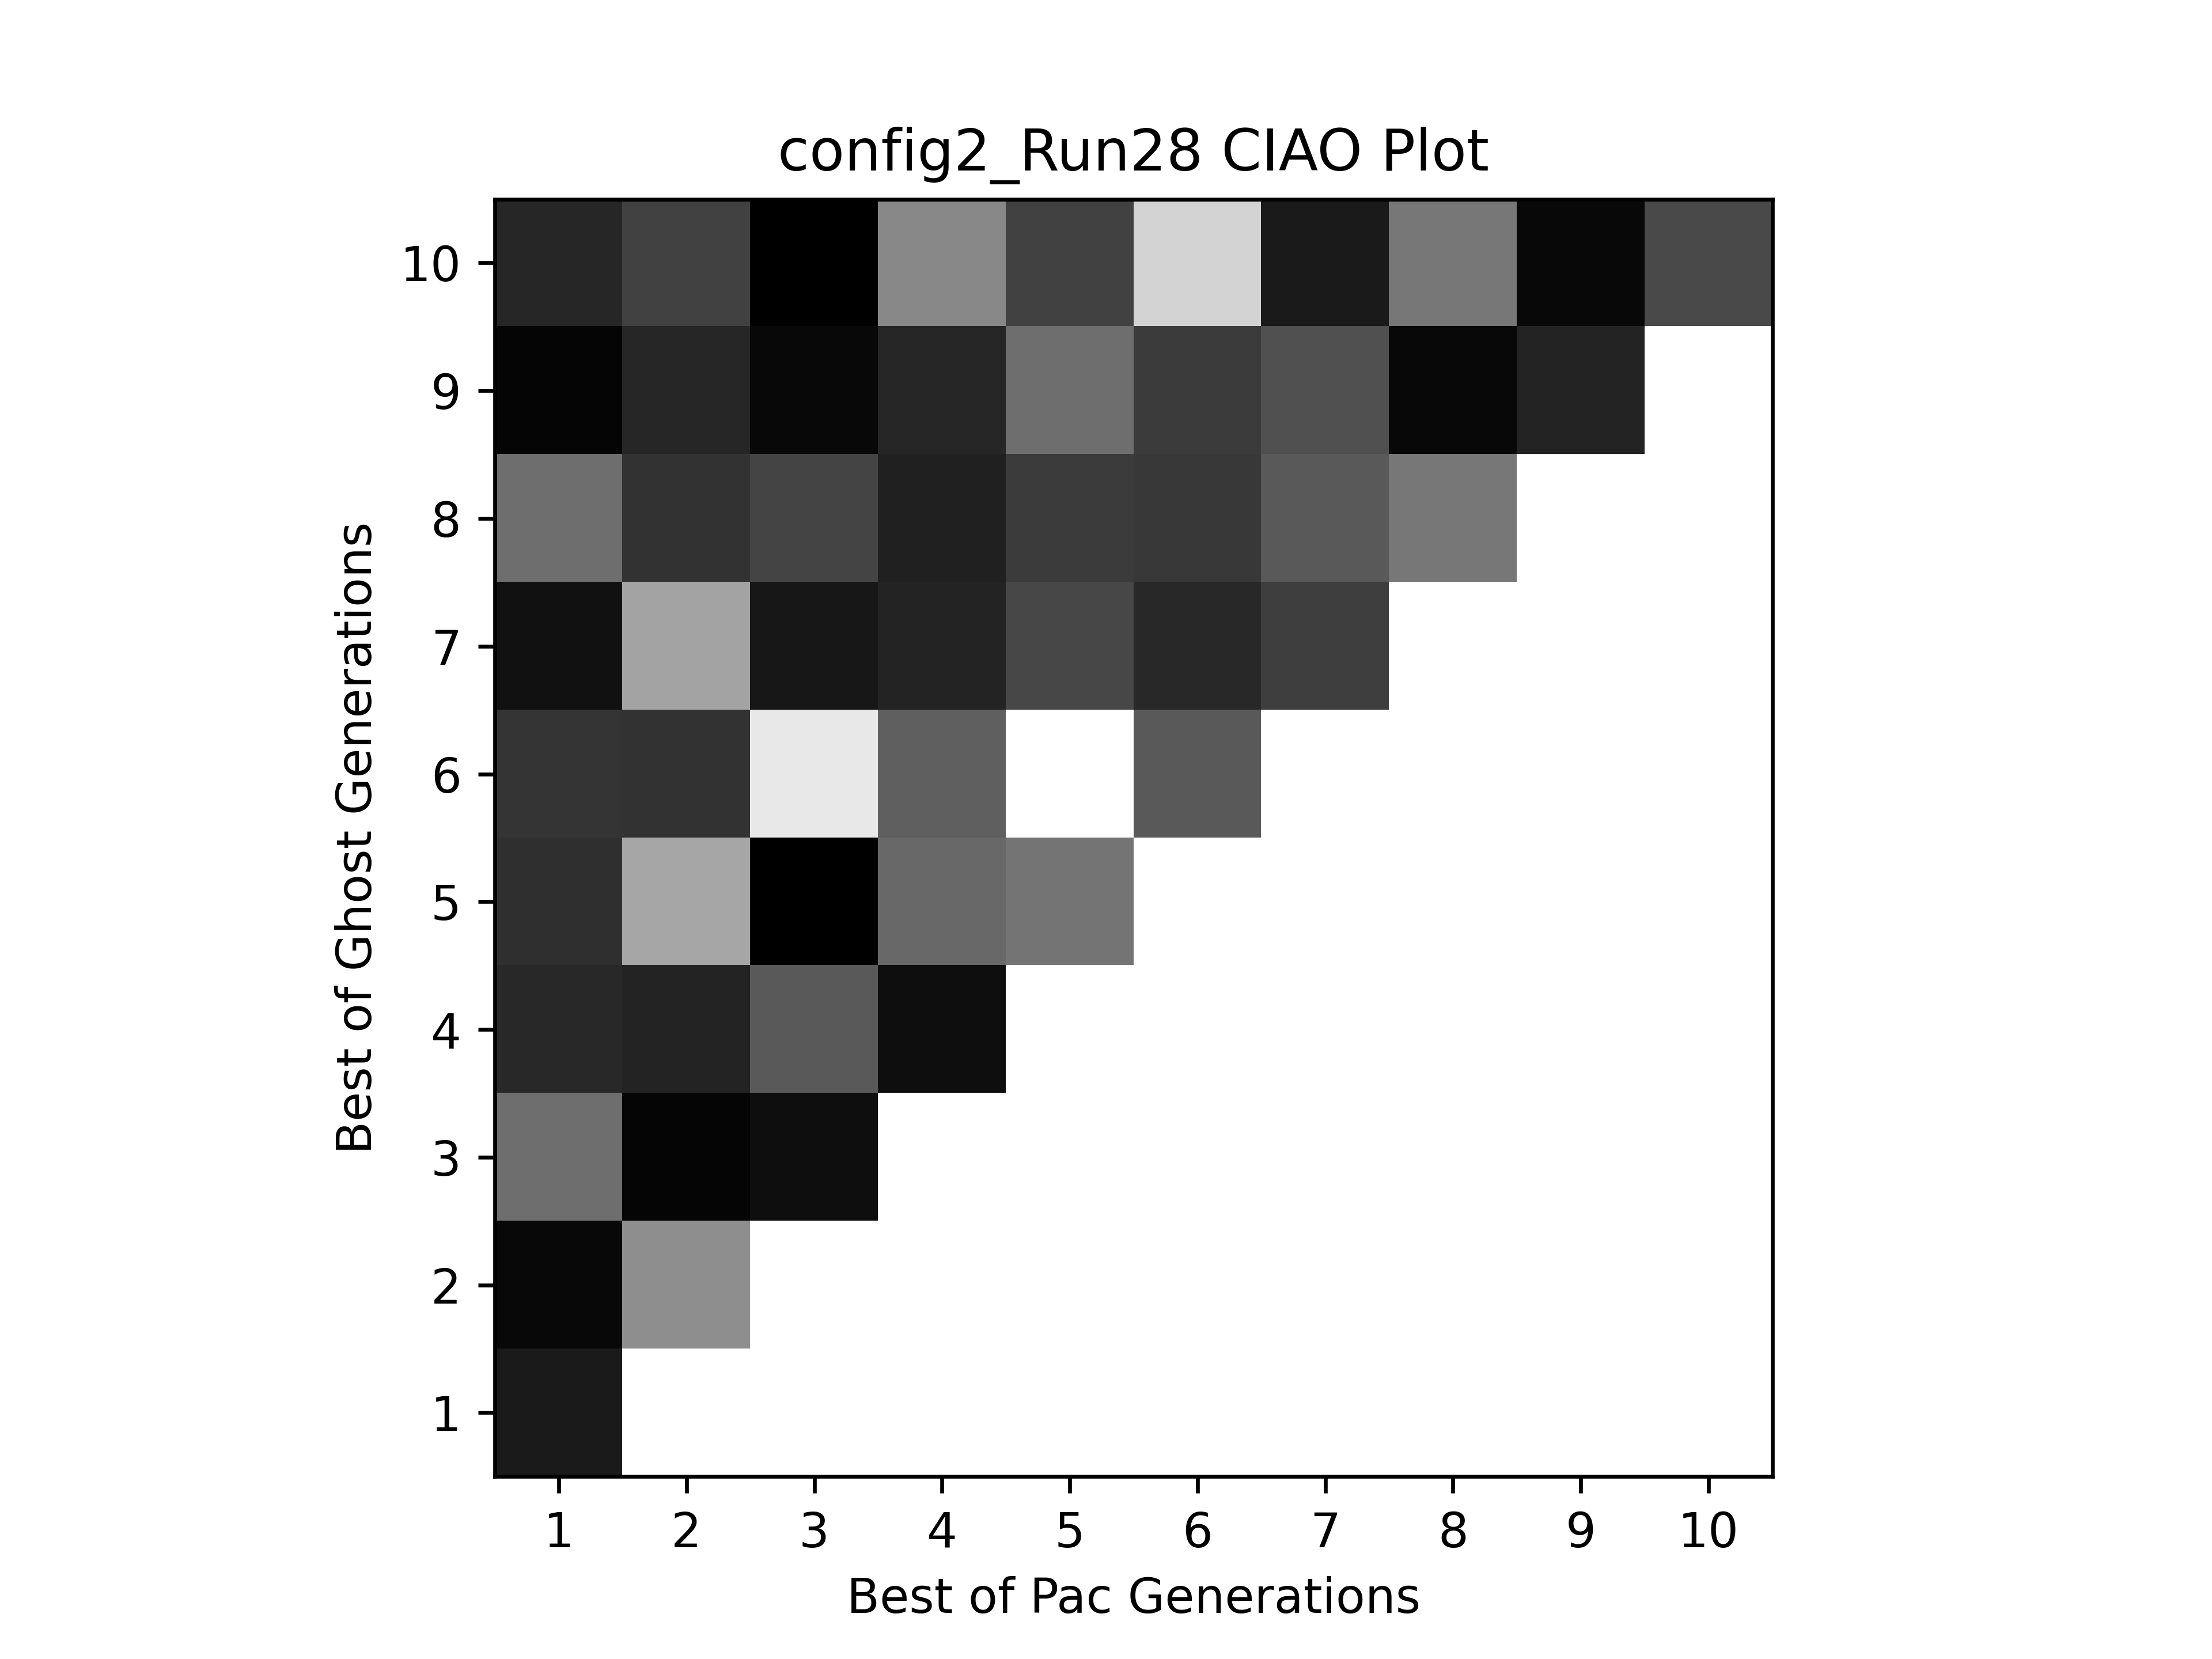 config2_Run28 CIAO Plot
10
9
8
7
6
5
4
3
2
1
Best of Ghost Generations
1 2 3 4 5 6 7 8 9 10
Best of Pac Generations